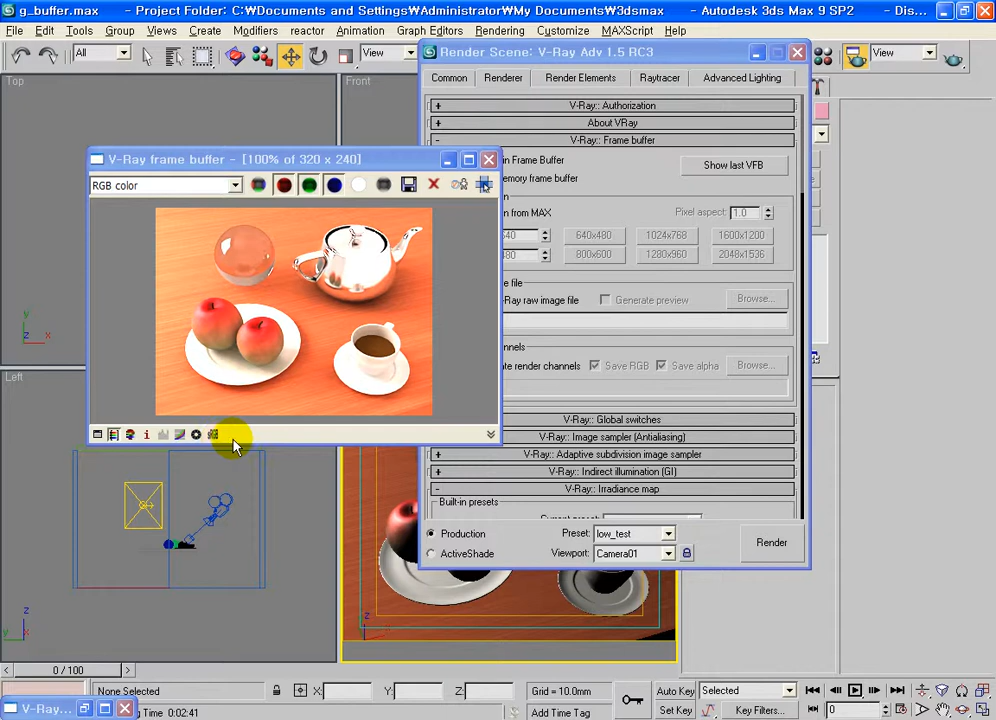 g_buffer.max - Project Folder: C:₩Documents and Settings₩Administrator₩My Documents₩3dsmax - Autodesk 3ds Max 9 SP2 - Dis...
File Edit Tools Group Views Create Modifiers reactor Animation Graph Editors Rendering Customize MAXScript Help
All View View
Top
Front
Left
Render Scene: V-Ray Adv 1.5 RC3
Common Renderer Render Elements Raytracer Advanced Lighting
+ V-Ray:: Authorization
+ About VRay
- V-Ray:: Frame buffer
in Frame Buffer
Show last VFB
emory frame buffer
on
n from MAX Pixel aspect: 1.0
640 640x480 1024x768 1600x1200
480 800x600 1280x960 2048x1536
e file
-Ray raw image file Generate preview Browse...
nnels
te render channels Save RGB Save alpha Browse...
V-Ray:: Global switches
V-Ray:: Image sampler (Antialiasing)
+ V-Ray:: Adaptive subdivision image sampler
+ V-Ray:: Indirect illumination (GI)
- V-Ray:: Irradiance map
Built-in presets
Production Preset: low_test
ActiveShade Viewport: Camera01
Render
V-Ray frame buffer - [100% of 320 x 240]
RGB color
y
z x
z
y
z
0 / 100
None Selected X: Y: Z: Grid = 10.0mm Auto Key Selected
V-Ray... g Time 0:02:41 Add Time Tag Set Key Key Filters... 0